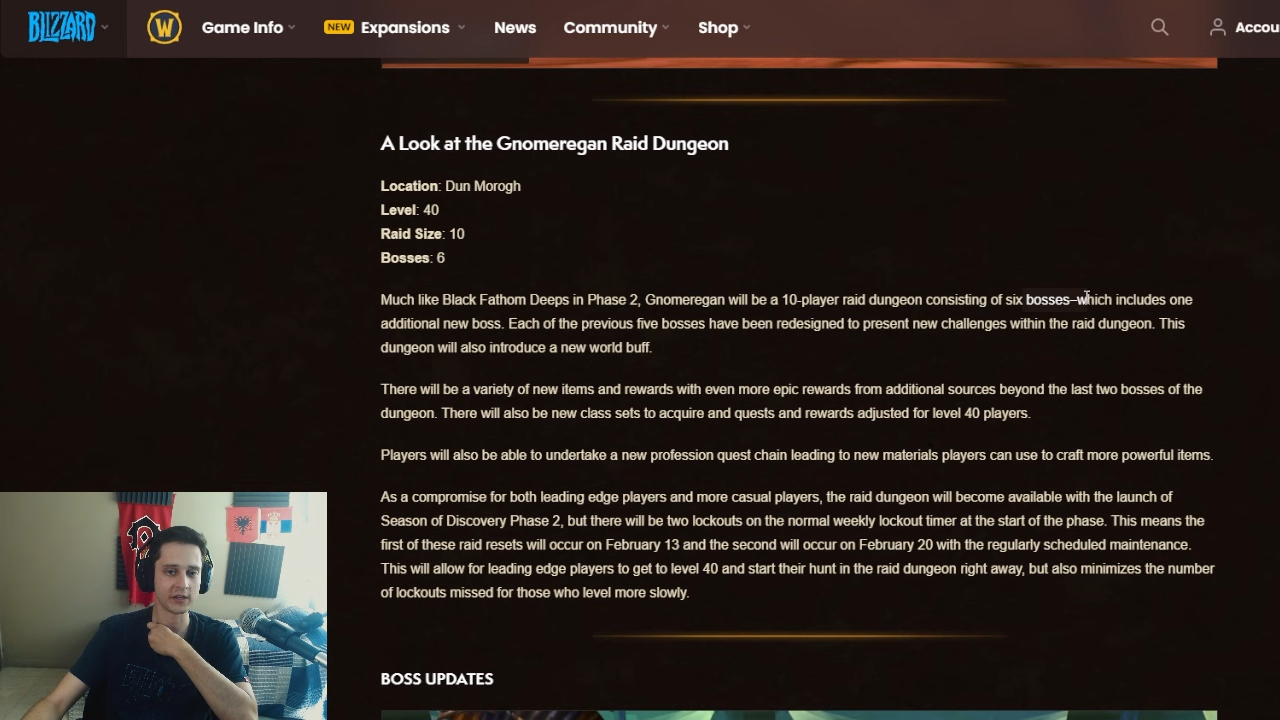 BLIZZARD
W
Game Info
NEW Expansions
News
Community
Shop
Accou
A Look at the Gnomeregan Raid Dungeon
Location: Dun Morogh
Level: 40
Raid Size: 10
Bosses: 6
Much like Black Fathom Deeps in Phase 2, Gnomeregan will be a 10-player raid dungeon consisting of six bosses–which includes one
additional new boss. Each of the previous five bosses have been redesigned to present new challenges within the raid dungeon. This
dungeon will also introduce a new world buff.
There will be a variety of new items and rewards with even more epic rewards from additional sources beyond the last two bosses of the
dungeon. There will also be new class sets to acquire and quests and rewards adjusted for level 40 players.
Players will also be able to undertake a new profession quest chain leading to new materials players can use to craft more powerful items.
As a compromise for both leading edge players and more casual players, the raid dungeon will become available with the launch of
Season of Discovery Phase 2, but there will be two lockouts on the normal weekly lockout timer at the start of the phase. This means the
first of these raid resets will occur on February 13 and the second will occur on February 20 with the regularly scheduled maintenance.
This will allow for leading edge players to get to level 40 and start their hunt in the raid dungeon right away, but also minimizes the number
of lockouts missed for those who level more slowly.
BOSS UPDATES